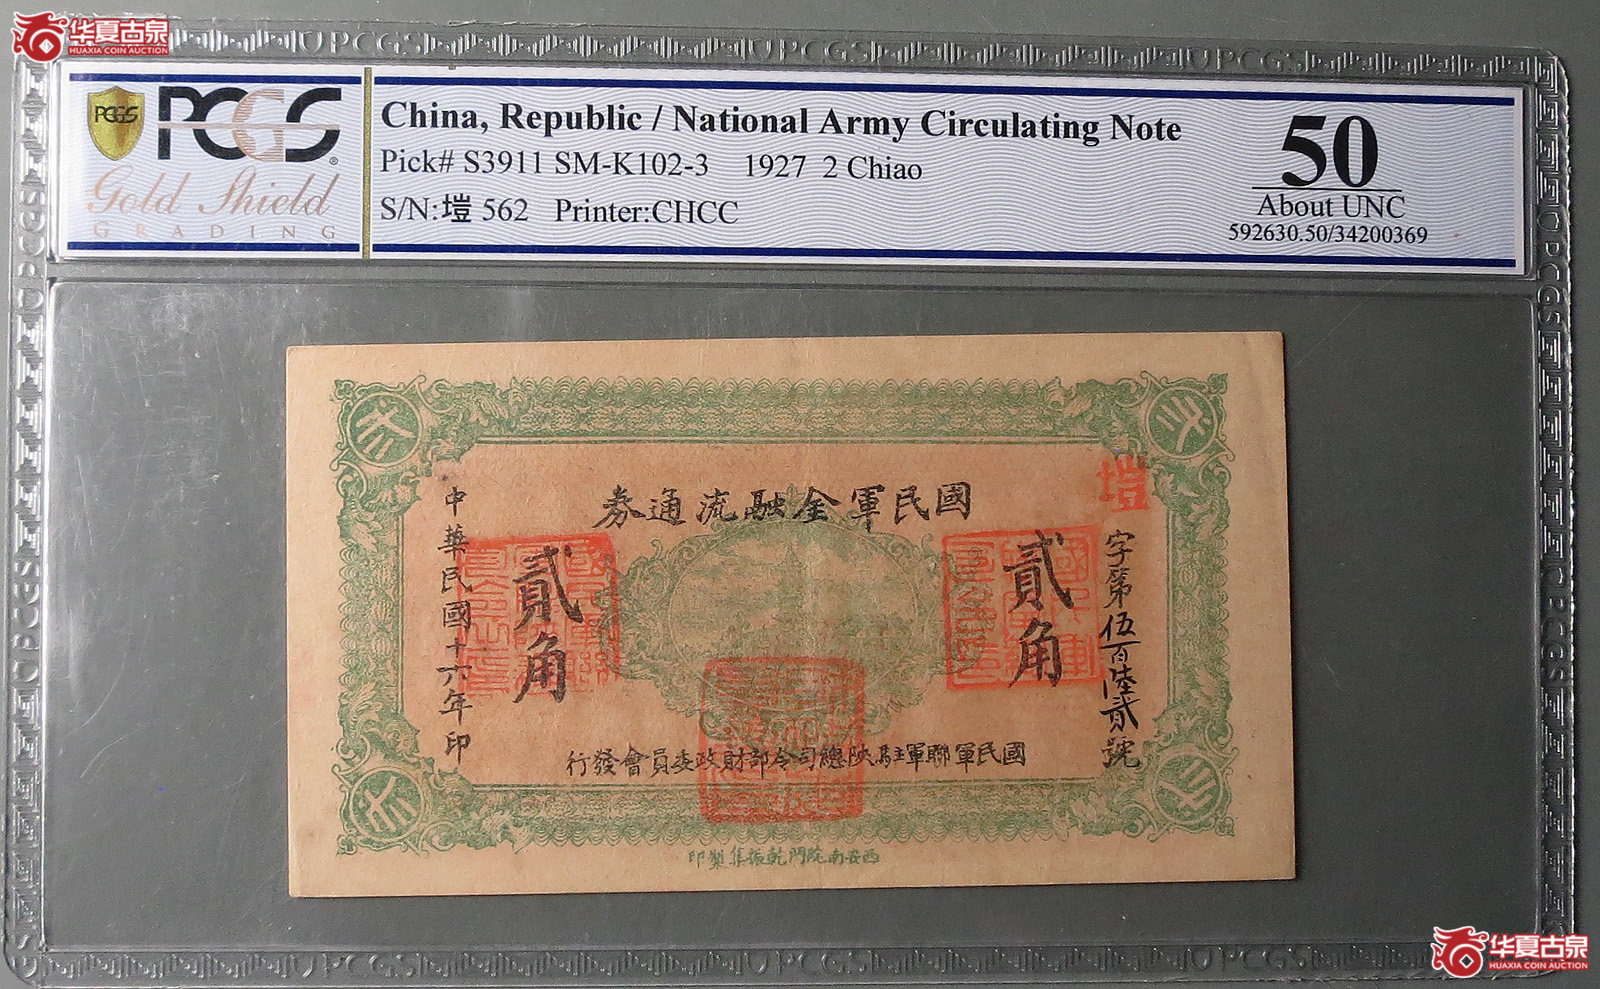 华夏古泉
HUAXIA COIN AUCTION
PCGS
PCGS
Gold Shield
GRADING
China, Republic / National Army Circulating Note
Pick# S3911 SM-K102-3 1927 2 Chiao
S/N:塏 562 Printer:CHCC
50
About UNC
592630.50/34200369
國民軍金融流通券
塏
字第伍百陸貳號
貳角
貳角
中華民國十六年印
國民軍聯軍駐陝總司令部財政委員會發行
西安南院門乾振集製印
华夏古泉
HUAXIA COIN AUCTION